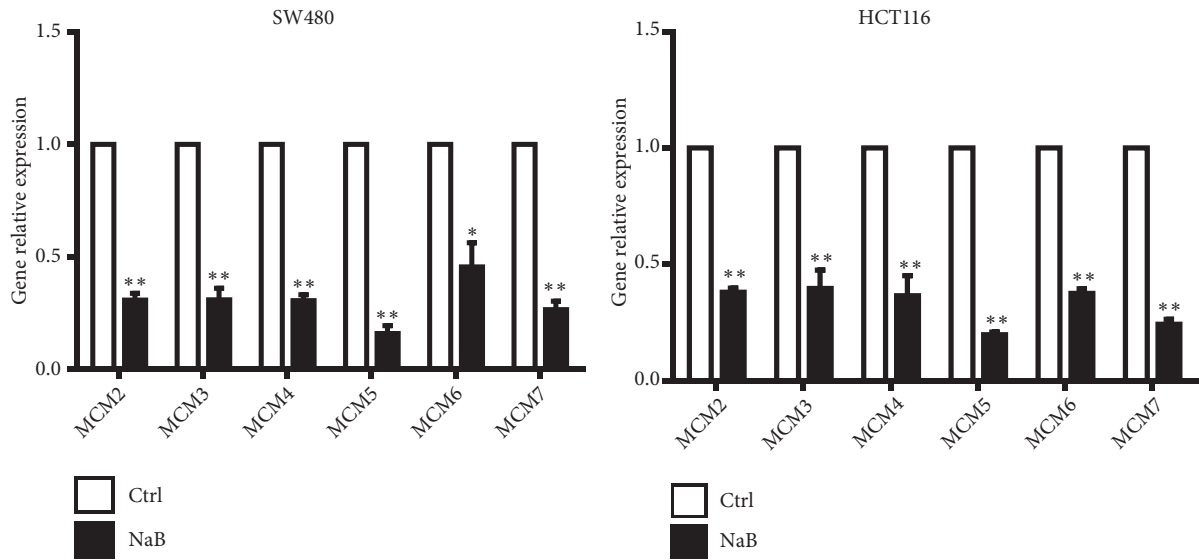 SW480
Gene relative expression
1.5
1.0
0.5
0.0
**
**
**
**
*
**
MCM2
MCM3
MCM4
MCM5
MCM6
MCM7
Ctrl
NaB
HCT116
Gene relative expression
1.5
1.0
0.5
0.0
**
**
**
**
**
**
MCM2
MCM3
MCM4
MCM5
MCM6
MCM7
Ctrl
NaB